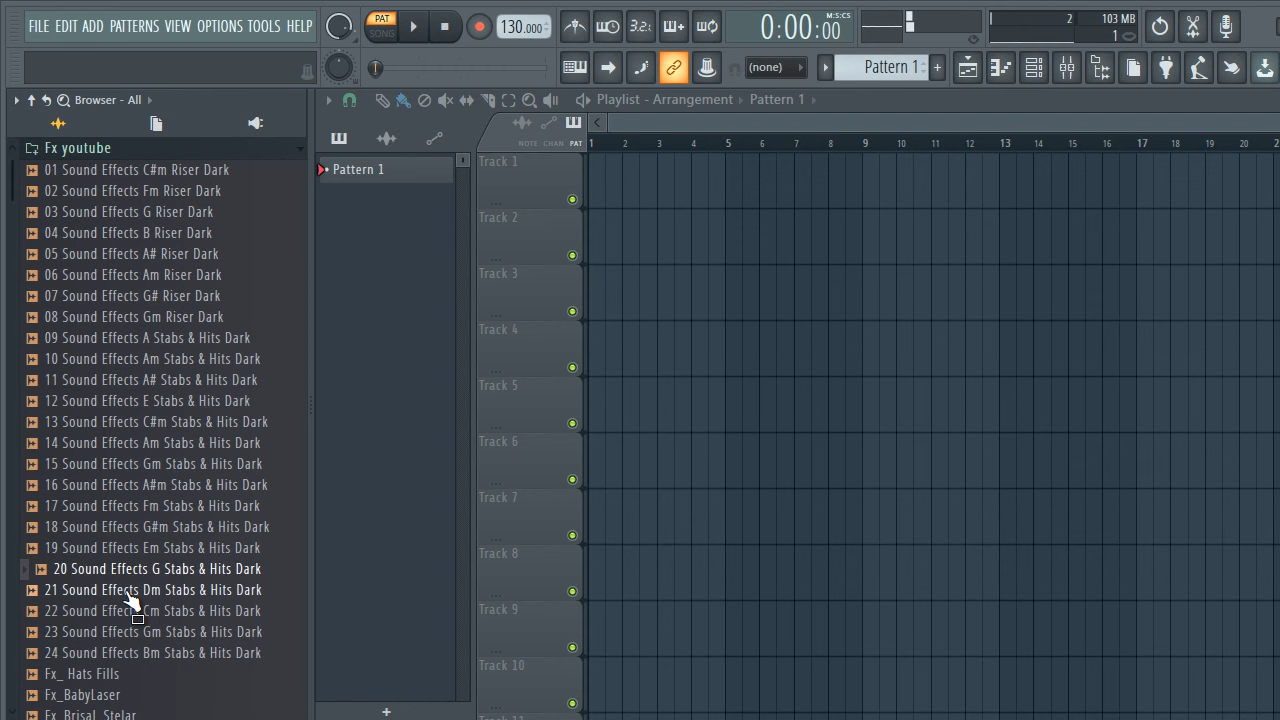 FILE EDIT ADD PATTERNS VIEW OPTIONS TOOLS HELP
PAT
SONG
130.000
3.2.
0:00:00
M:S:CS
2
103 MB
1
(none)
Pattern 1
+
Browser - All
Playlist - Arrangement
Pattern 1
NOTE CHAN PAT
1 2 3 4 5 6 7 8 9 10 11 12 13 14 15 16 17 18 19 20
Fx youtube
01 Sound Effects C#m Riser Dark
02 Sound Effects Fm Riser Dark
03 Sound Effects G Riser Dark
04 Sound Effects B Riser Dark
05 Sound Effects A# Riser Dark
06 Sound Effects Am Riser Dark
07 Sound Effects G# Riser Dark
08 Sound Effects Gm Riser Dark
09 Sound Effects A Stabs & Hits Dark
10 Sound Effects Am Stabs & Hits Dark
11 Sound Effects A# Stabs & Hits Dark
12 Sound Effects E Stabs & Hits Dark
13 Sound Effects C#m Stabs & Hits Dark
14 Sound Effects Am Stabs & Hits Dark
15 Sound Effects Gm Stabs & Hits Dark
16 Sound Effects A#m Stabs & Hits Dark
17 Sound Effects Fm Stabs & Hits Dark
18 Sound Effects G#m Stabs & Hits Dark
19 Sound Effects Em Stabs & Hits Dark
20 Sound Effects G Stabs & Hits Dark
21 Sound Effects Dm Stabs & Hits Dark
22 Sound Stabs & Hits Dark
23 Sound Effects Gm Stabs & Hits Dark
24 Sound Effects Bm Stabs & Hits Dark
Fx_ Hats Fills
Fx_BabyLaser
Fx_Brisal_Stelar
Pattern 1
+
Track 1
Track 2
Track 3
Track 4
Track 5
Track 6
Track 7
Track 8
Track 9
Track 10